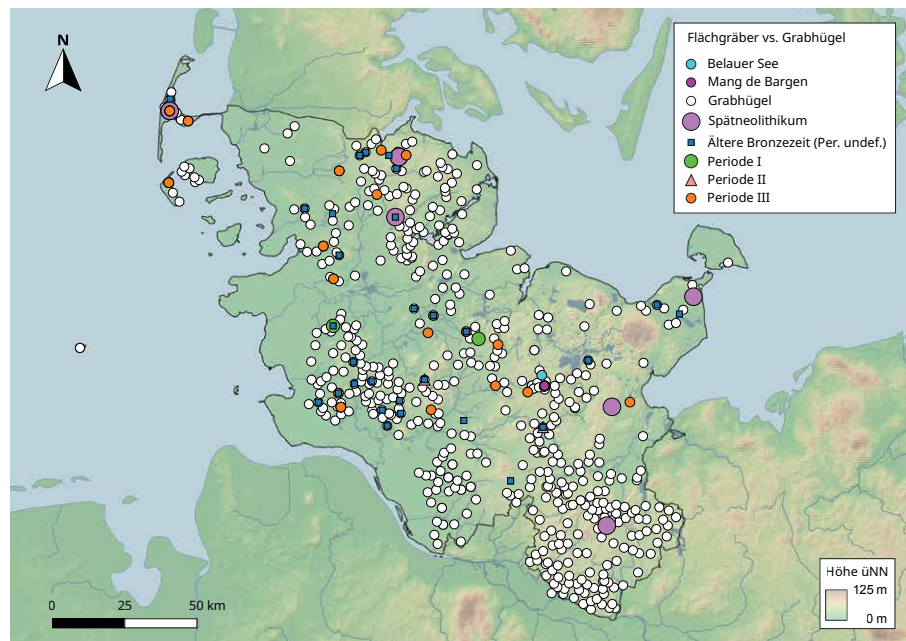 N
Flächgräber vs. Grabhügel
Belauer See
Mang de Bargen
Grabhügel
Spätneolithikum
Ältere Bronzezeit (Per. undef.)
Periode I
Periode II
Periode III
Höhe üNN
125 m
0 m
0 25 50 km